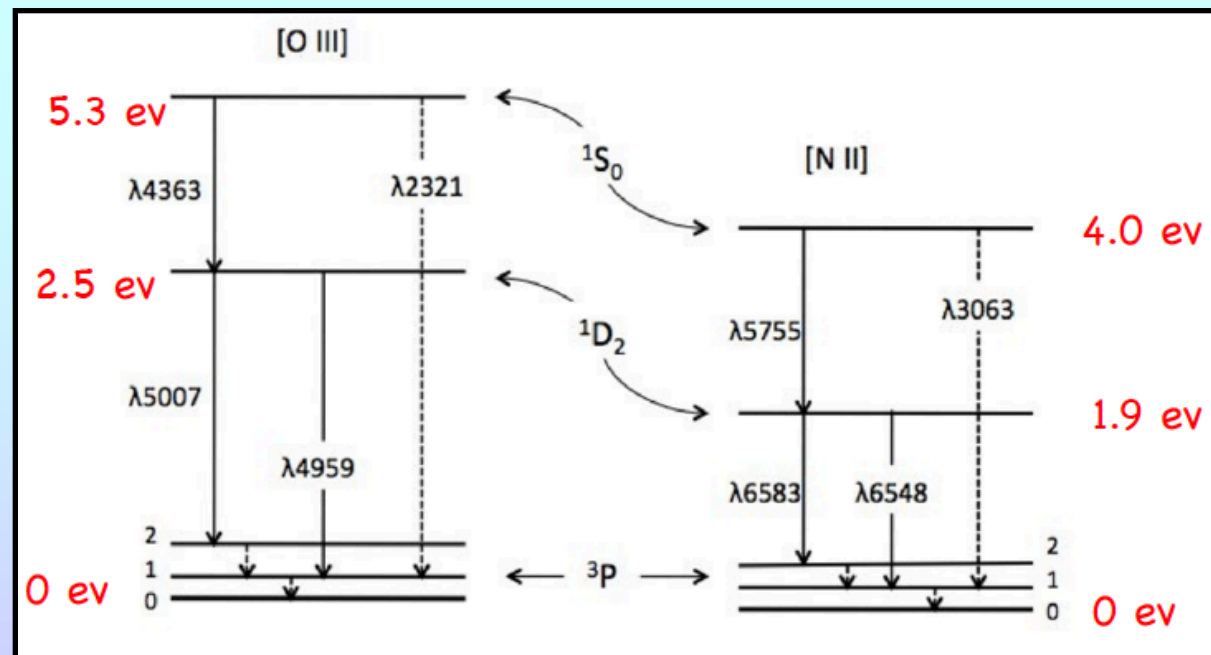 [O III]
5.3 ev
λ4363
λ2321
2.5 ev
λ5007
λ4959
2
1
0
0 ev
¹S₀
¹D₂
³P
[N II]
4.0 ev
λ5755
λ3063
1.9 ev
λ6583
λ6548
2
1
0
0 ev